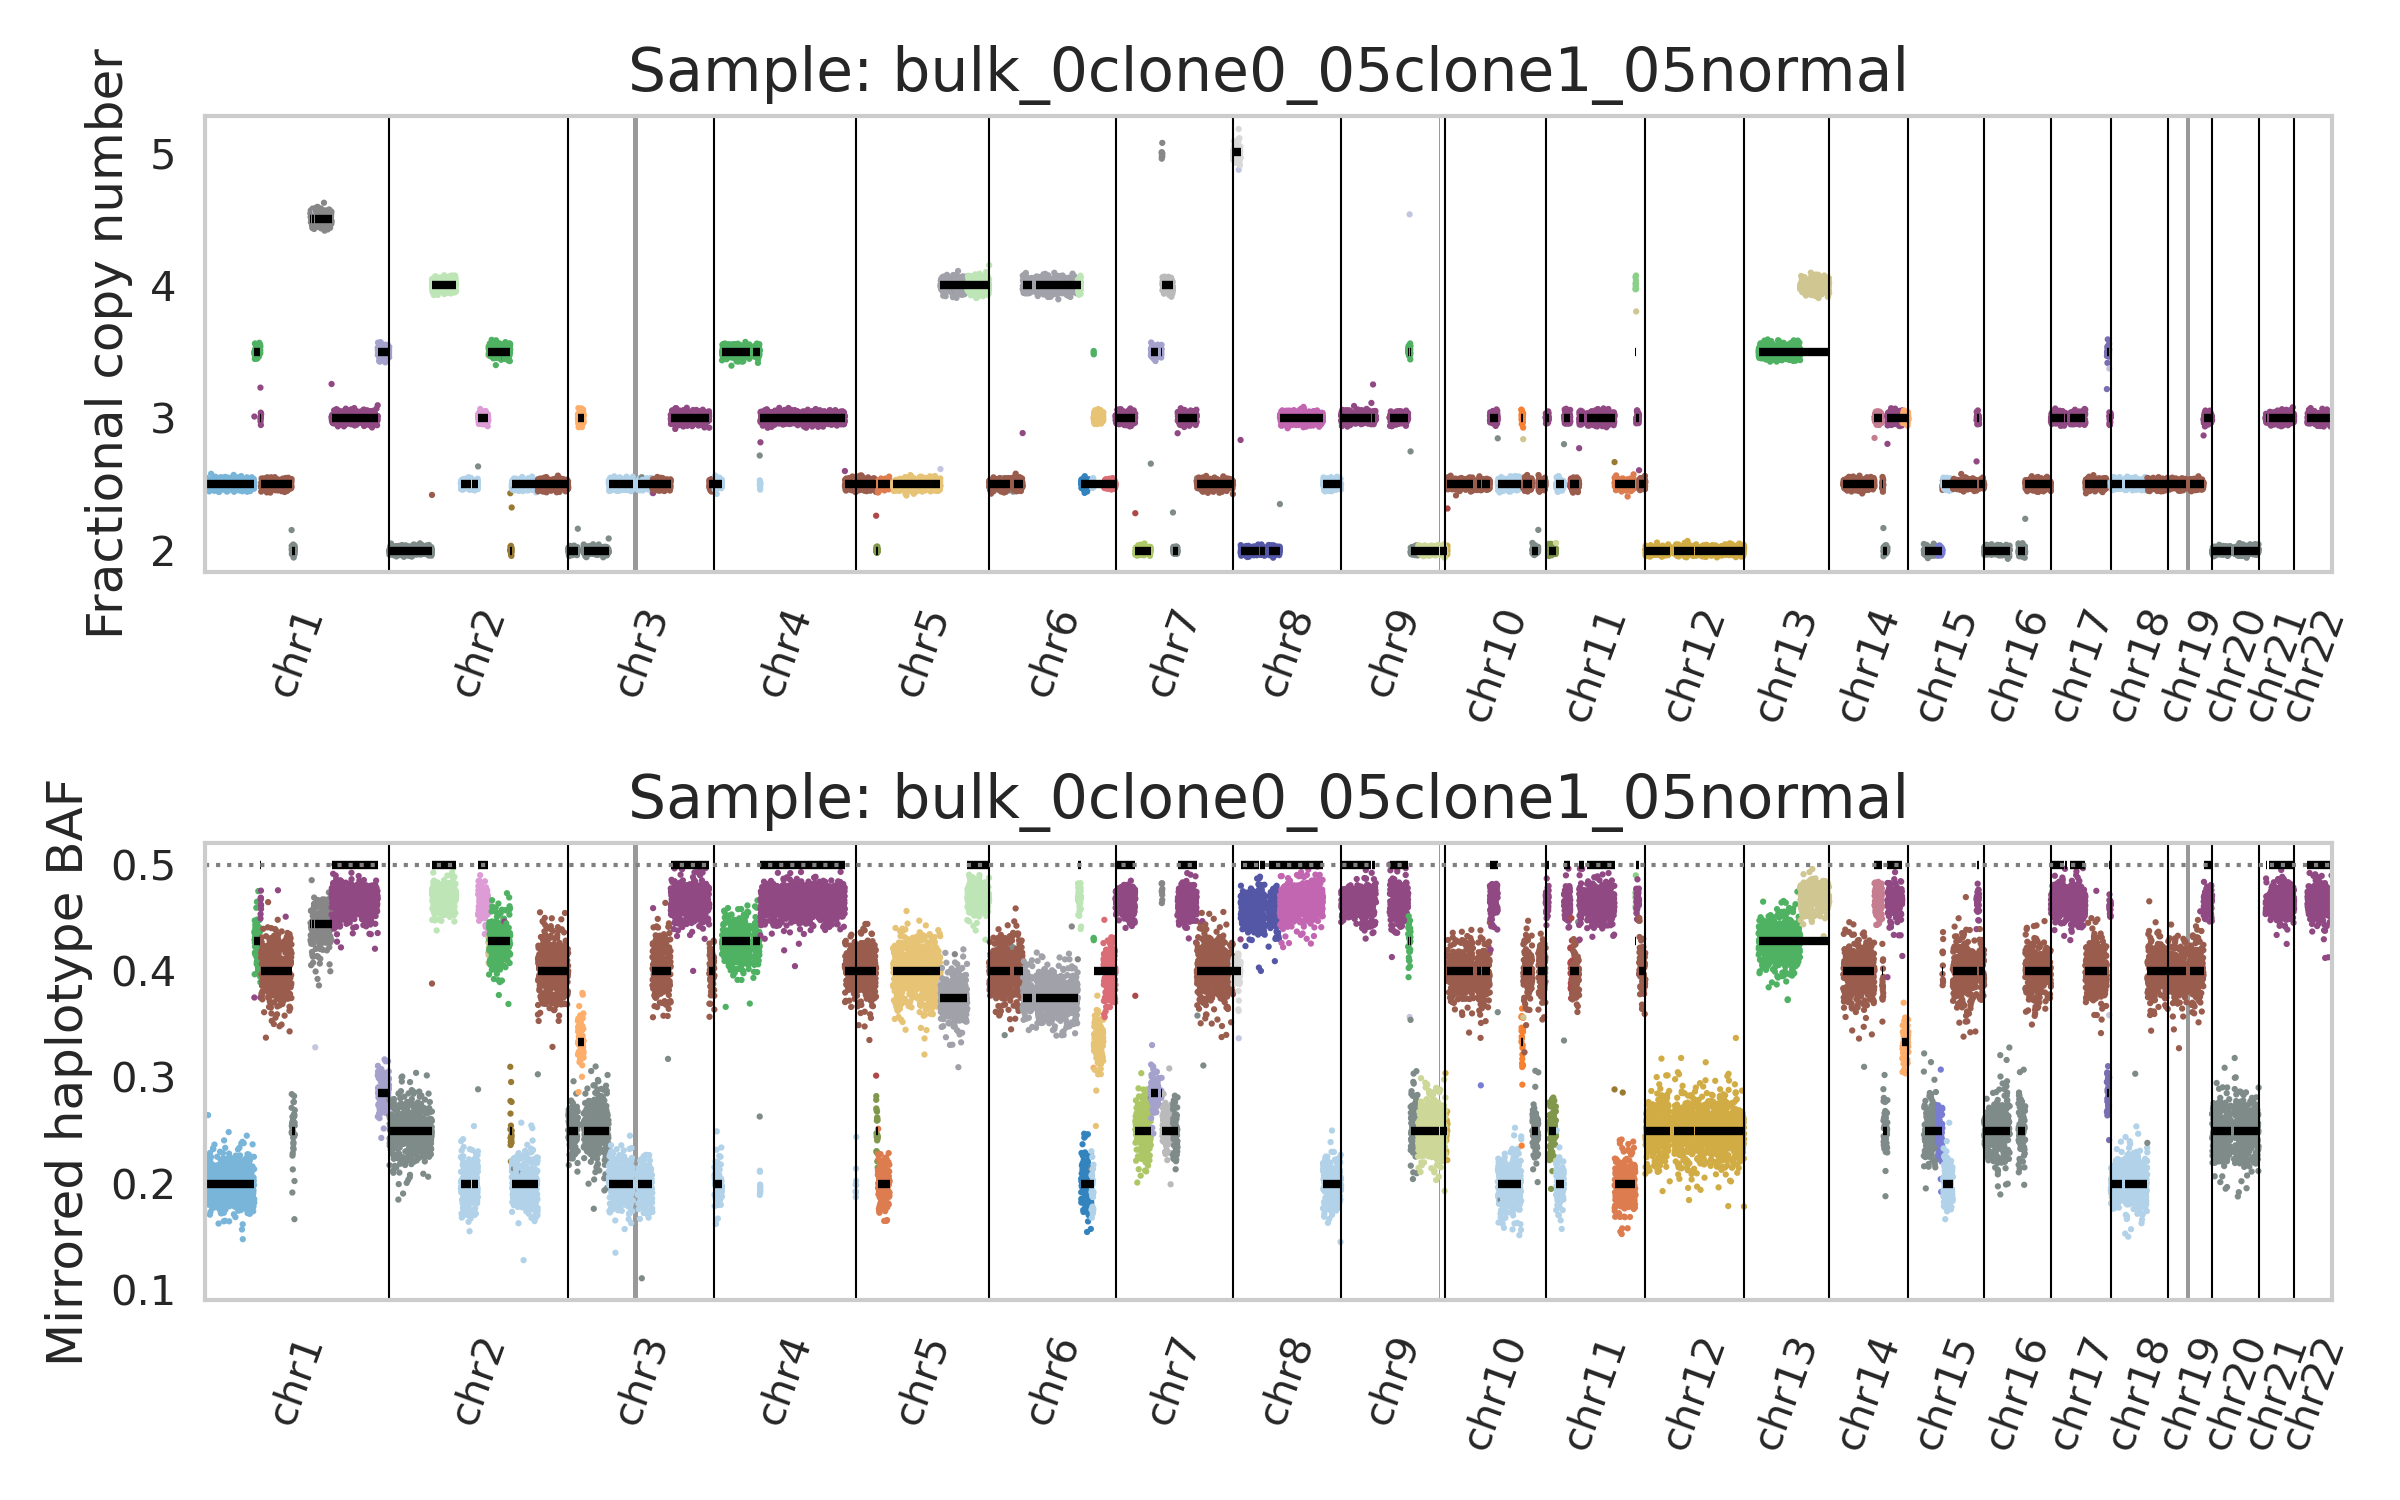 Sample: bulk_0clone0_05clone1_05normal
Fractional copy number
5
4
3
2
chr1 chr2 chr3 chr4 chr5 chr6 chr7 chr8 chr9 chr10 chr11 chr12 chr13 chr14 chr15 chr16 chr17 chr18 chr19 chr20 chr21 chr22
Sample: bulk_0clone0_05clone1_05normal
Mirrored haplotype BAF
0.5
0.4
0.3
0.2
0.1
chr1 chr2 chr3 chr4 chr5 chr6 chr7 chr8 chr9 chr10 chr11 chr12 chr13 chr14 chr15 chr16 chr17 chr18 chr19 chr20 chr21 chr22